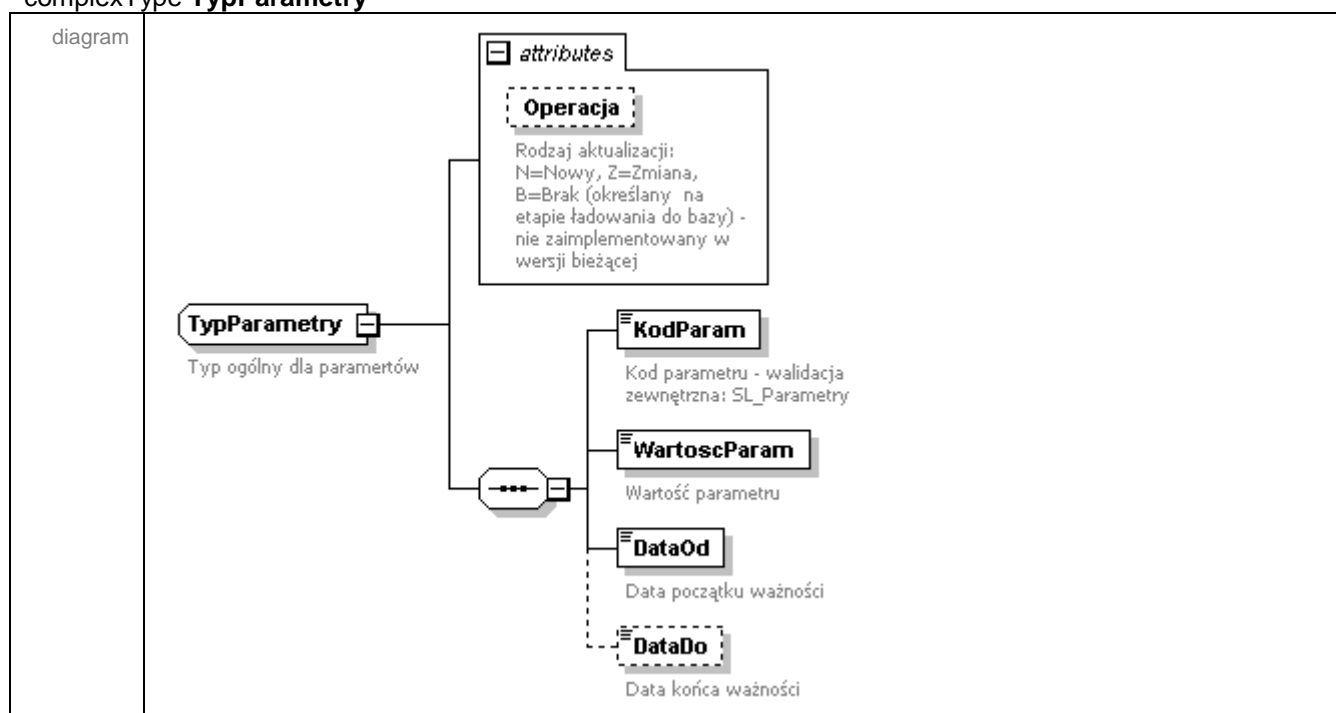 complexType TypParametry
diagram
attributes
Operacja
Rodzaj aktualizacji:
N=Nowy, Z=Zmiana,
B=Brak (określany na
etapie ładowania do bazy) -
nie zaimplementowany w
wersji bieżącej
TypParametry
Typ ogólny dla paramertów
KodParam
Kod parametru - walidacja
zewnętrzna: SL_Parametry
WartoscParam
Wartość parametru
DataOd
Data początku ważności
DataDo
Data końca ważności